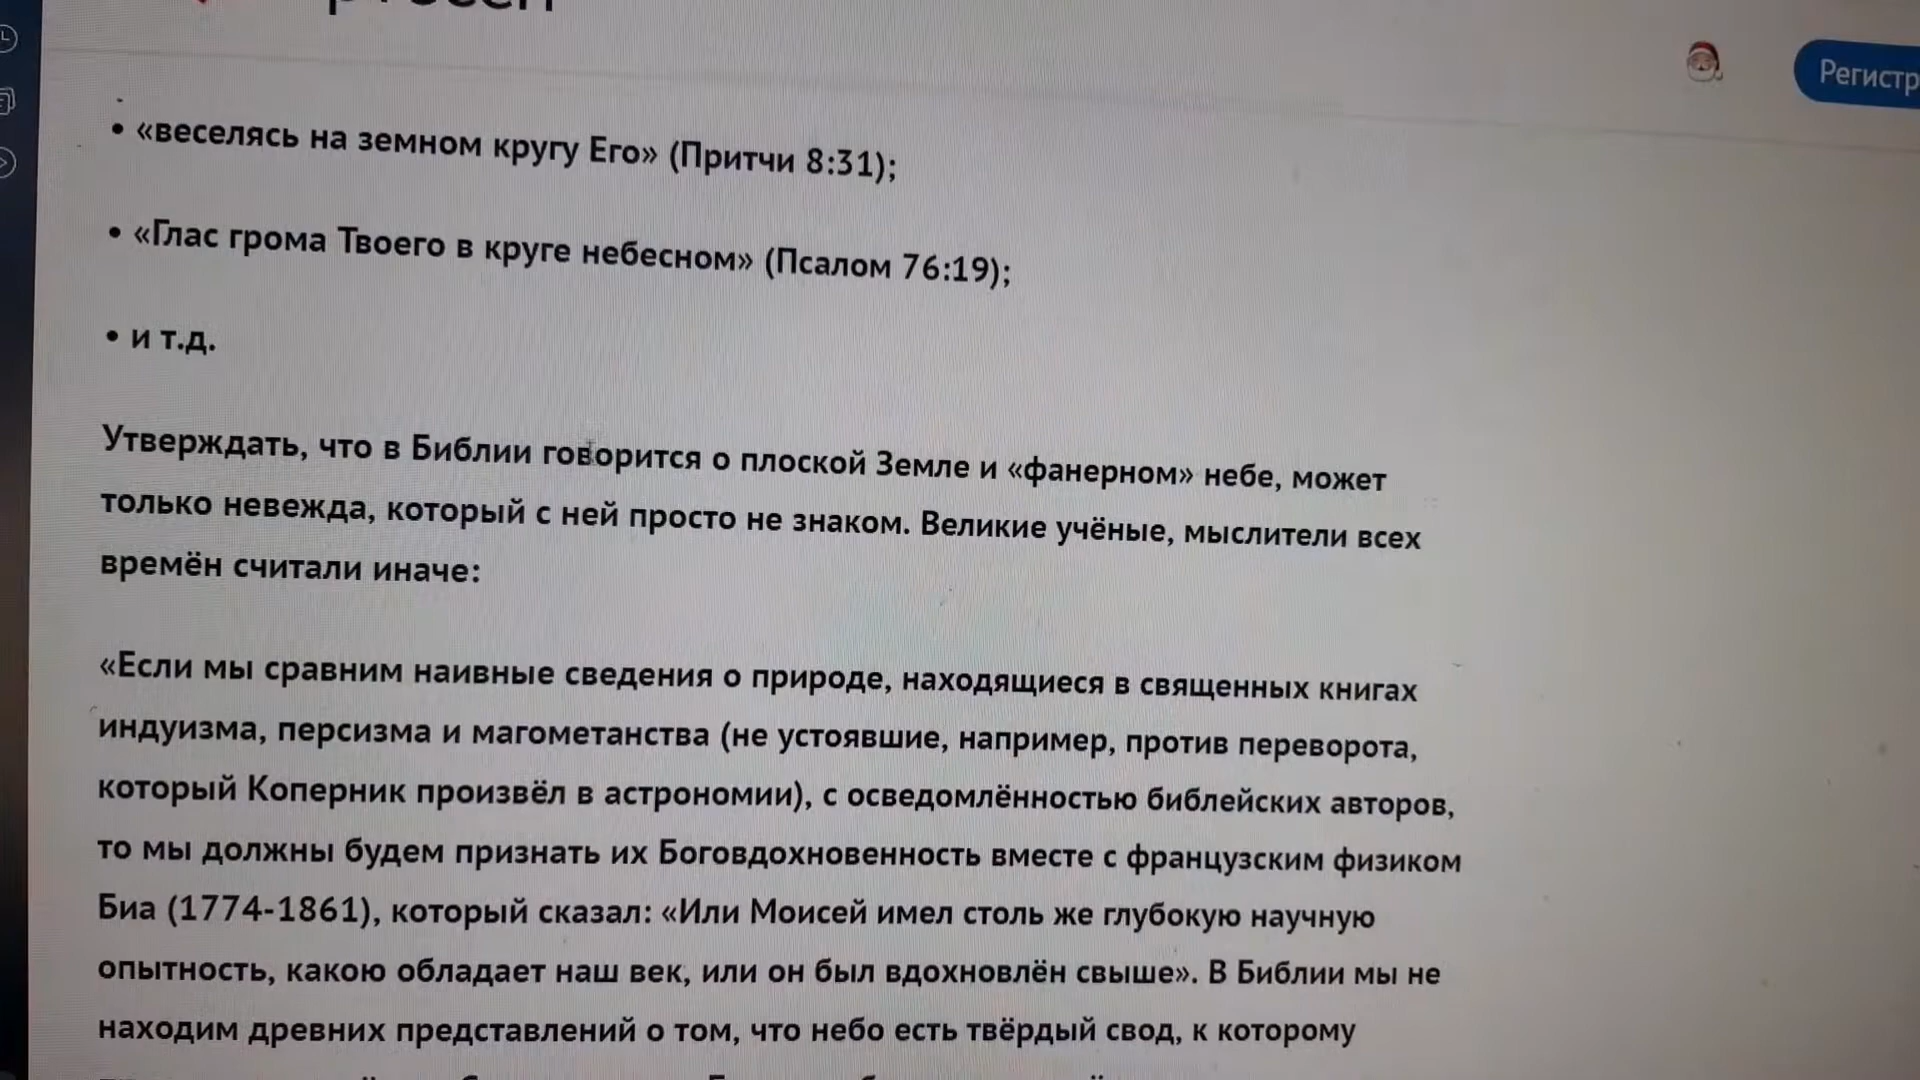 Регистр
• «веселясь на земном кругу Его» (Притчи 8:31);
• «Глас грома Твоего в круге небесном» (Псалом 76:19);
• и т.д.
Утверждать, что в Библии говорится о плоской Земле и «фанерном» небе, может
только невежда, который с ней просто не знаком. Великие учёные, мыслители всех
времён считали иначе:
«Если мы сравним наивные сведения о природе, находящиеся в священных книгах
индуизма, персизма и магометанства (не устоявшие, например, против переворота,
который Коперник произвёл в астрономии), с осведомлённостью библейских авторов,
то мы должны будем признать их Боговдохновенность вместе с французским физиком
Биа (1774-1861), который сказал: «Или Моисей имел столь же глубокую научную
опытность, какою обладает наш век, или он был вдохновлён свыше». В Библии мы не
находим древних представлений о том, что небо есть твёрдый свод, к которому